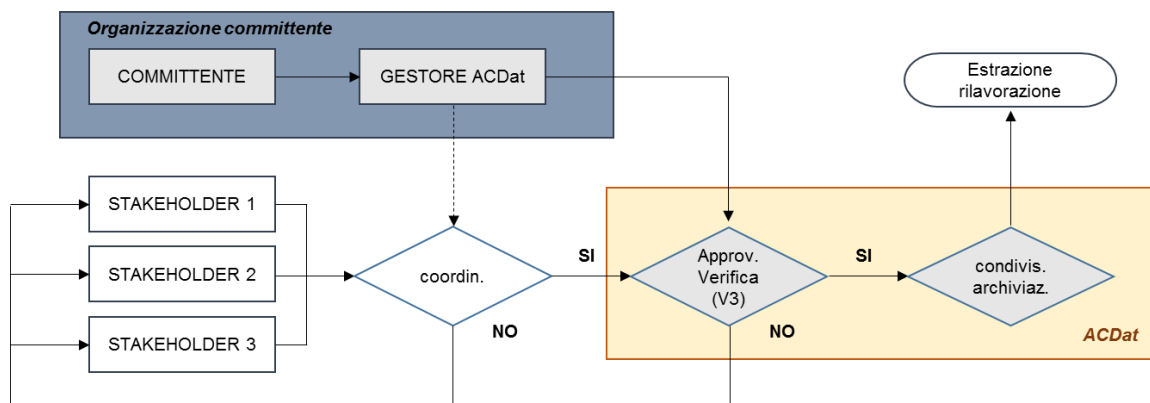 Organizzazione committente
COMMITTENTE
GESTORE ACDat
Estrazione
rilavorazione
STAKEHOLDER 1
STAKEHOLDER 2
STAKEHOLDER 3
coordin.
SI
NO
Approv.
Verifica
(V3)
SI
NO
condivis.
archiviaz.
ACDat